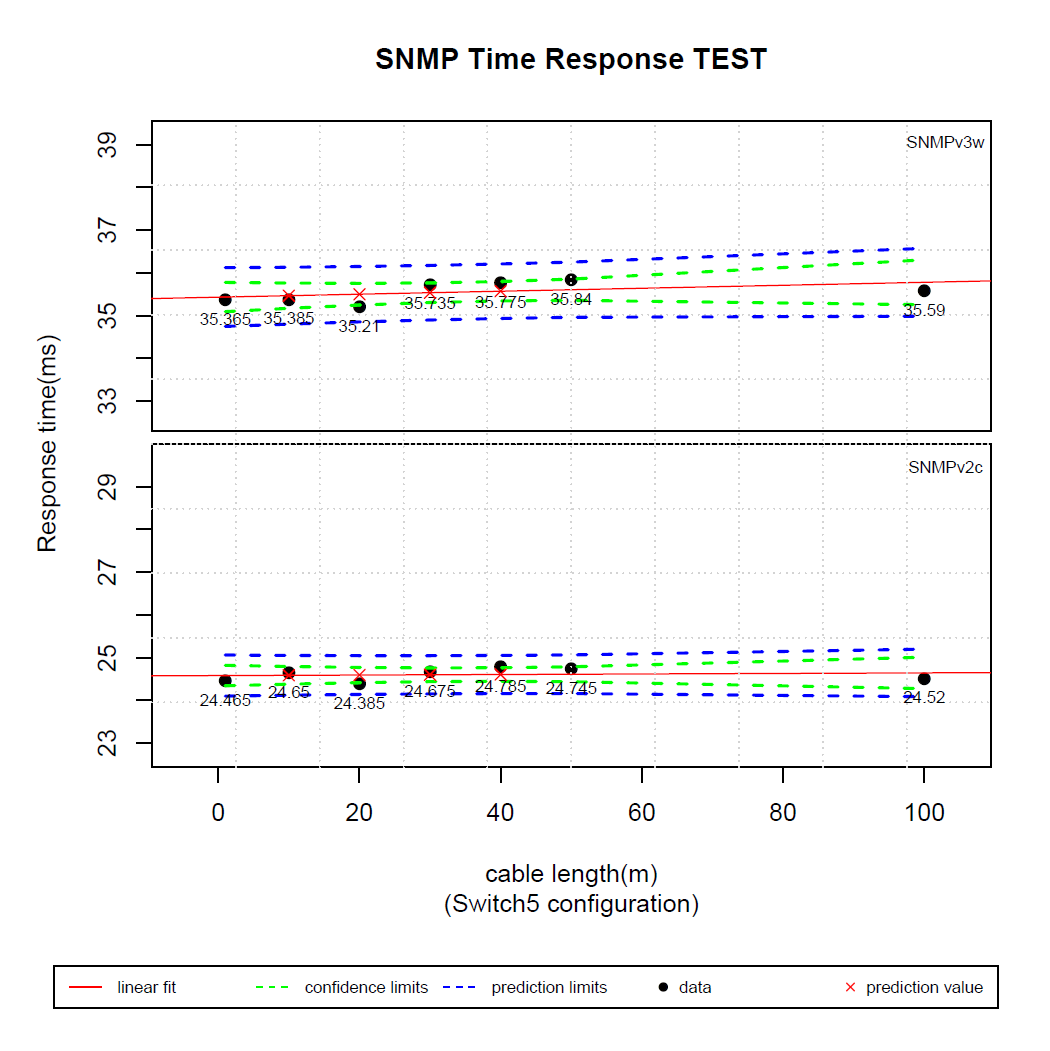 SNMP Time Response TEST
SNMPv3w
39
37
35
33
35.365
35.385
35.21
35.735
35.775
35.84
35.59
Response time(ms)
SNMPv2c
29
27
25
23
24.465
24.65
24.385
24.675
24.785
24.745
24.52
0 20 40 60 80 100
cable length(m)
(Switch5 configuration)
linear fit confidence limits prediction limits data prediction value